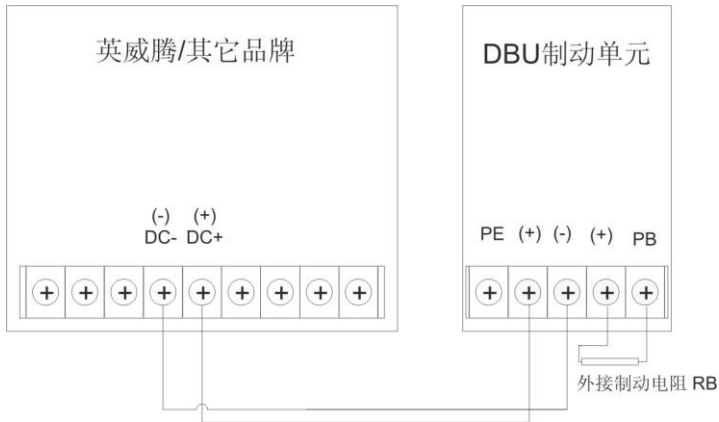 英威腾/其它品牌
DBU制动单元
(-) (+)
DC- DC+
PE (+) (-) (+) PB
外接制动电阻 RB